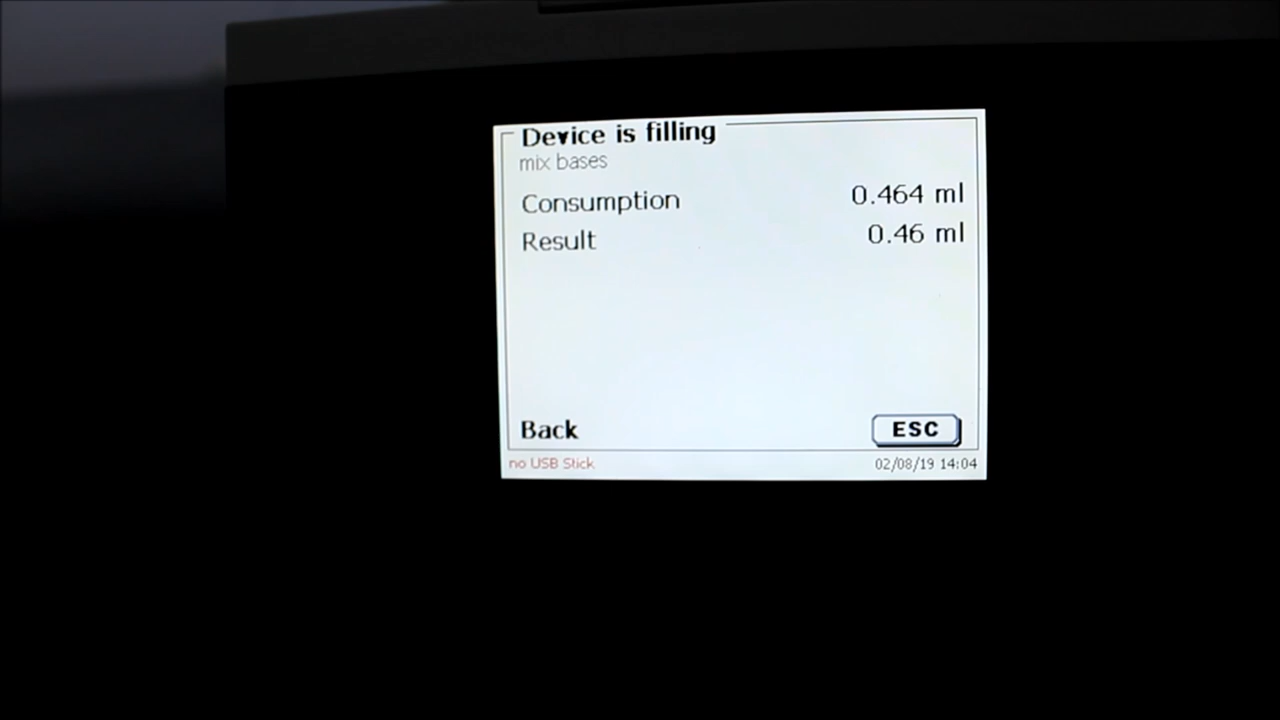 Device is filling
mix bases
Consumption 0.464 ml
Result 0.46 ml
Back ESC
no USB Stick 02/08/19 14:04